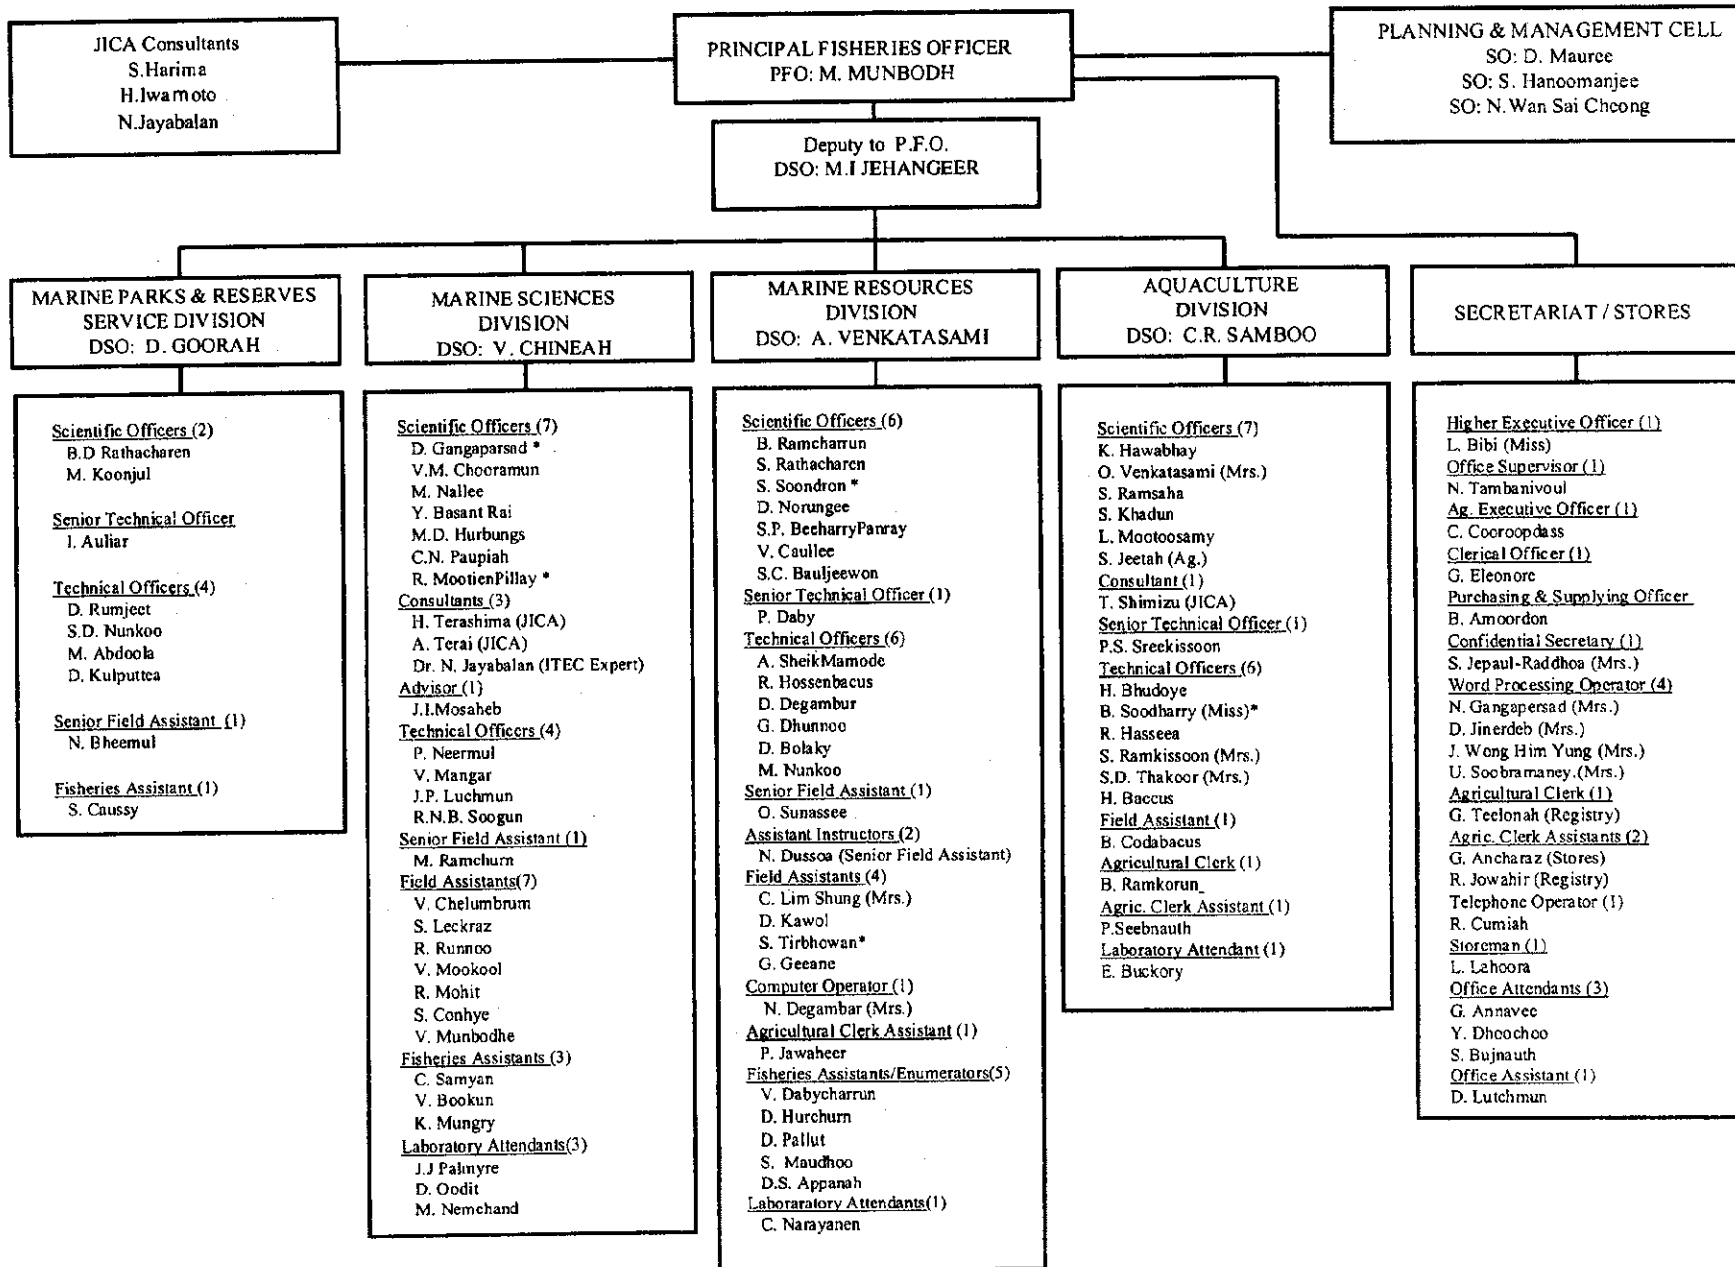 JICA Consultants
S.Harima
H.Iwamoto
N.Jayabalan
PRINCIPAL FISHERIES OFFICER
PFO: M. MUNBODH
PLANNING & MANAGEMENT CELL
SO: D. Mauree
SO: S. Hanoomanjee
SO: N.Wan Sai Cheong
Deputy to P.F.O.
DSO: M.I JEHANGEER
MARINE PARKS & RESERVES
SERVICE DIVISION
DSO: D. GOORAH
MARINE SCIENCES
DIVISION
DSO: V. CHINEAH
MARINE RESOURCES
DIVISION
DSO: A. VENKATASAMI
AQUACULTURE
DIVISION
DSO: C.R. SAMBOO
SECRETARIAT / STORES
Scientific Officers (2)
B.D Rathacharen
M. Koonjul
Senior Technical Officer
I. Auliar
Technical Officers (4)
D. Rumjeet
S.D. Nunkoo
M. Abdoola
D. Kulputtea
Senior Field Assistant (1)
N. Bheemul
Fisheries Assistant (1)
S. Caussy
Scientific Officers (7)
D. Gangaparsad *
V.M. Chooramun
M. Nallee
Y. Basant Rai
M.D. Hurbungs
C.N. Paupiah
R. MootienPillay *
Consultants (3)
H. Terashima (JICA)
A. Terai (JICA)
Dr. N. Jayabalan (ITEC Expert)
Advisor (1)
J.I.Mosaheb
Technical Officers (4)
P. Neermul
V. Mangar
J.P. Luchmun
R.N.B. Soogun
Senior Field Assistant (1)
M. Ramchurn
Field Assistants(7)
V. Chelumbrum
S. Leckraz
R. Runnoo
V. Mookool
R. Mohit
S. Conhye
V. Munbodhe
Fisheries Assistants (3)
C. Samyan
V. Bookun
K. Mungry
Laboratory Attendants(3)
J.J Palmyre
D. Oodit
M. Nemchand
Scientific Officers (6)
B. Ramcharrun
S. Rathacharen
S. Soondron *
D. Norungee
S.P. BeeharryPanray
V. Caullee
S.C. Bauljeewon
Senior Technical Officer (1)
P. Daby
Technical Officers (6)
A. SheikMamode
R. Hossenbacus
D. Degambur
G. Dhunnoo
D. Bolaky
M. Nunkoo
Senior Field Assistant (1)
O. Sunassee
Assistant Instructors (2)
N. Dussoa (Senior Field Assistant)
Field Assistants (4)
C. Lim Shung (Mrs.)
D. Kawol
S. Tirbhowan*
G. Geeane
Computer Operator (1)
N. Degambar (Mrs.)
Agricultural Clerk Assistant (1)
P. Jawaheer
Fisheries Assistants/Enumerators(5)
V. Dabycharrun
D. Hurchurn
D. Pallut
S. Maudhoo
D.S. Appanah
Laboraratory Attendants(1)
C. Narayanen
Scientific Officers (7)
K. Hawabhay
O. Venkatasami (Mrs.)
S. Ramsaha
S. Khadun
L. Mootoosamy
S. Jeetah (Ag.)
Consultant (1)
T. Shimizu (JICA)
Senior Technical Officer (1)
P.S. Sreekissoon
Technical Officers (6)
H. Bhudoye
B. Soodharry (Miss)*
R. Hasseea
S. Ramkissoon (Mrs.)
S.D. Thakoor (Mrs.)
H. Baccus
Field Assistant (1)
B. Codabacus
Agricultural Clerk (1)
B. Ramkorun
Agric. Clerk Assistant (1)
P.Seebnauth
Laboratory Attendant (1)
E. Buckory
Higher Executive Officer (1)
L. Bibi (Miss)
Office Supervisor (1)
N. Tambanivoul
Ag. Executive Officer (1)
C. Cooroopdass
Clerical Officer (1)
G. Eleonore
Purchasing & Supplying Officer
B. Amoordon
Confidential Secretary (1)
S. Jepaul-Raddhoa (Mrs.)
Word Processing Operator (4)
N. Gangapersad (Mrs.)
D. Jinerdeb (Mrs.)
J. Wong Him Yung (Mrs.)
U. Soobramaney.(Mrs.)
Agricultural Clerk (1)
G. Teelonah (Registry)
Agric. Clerk Assistants (2)
G. Ancharaz (Stores)
R. Jowahir (Registry)
Telephone Operator (1)
R. Cumiah
Storeman (1)
L. Lahoora
Office Attendants (3)
G. Annavee
Y. Dhoochoo
S. Bujnauth
Office Assistant (1)
D. Lutchmun